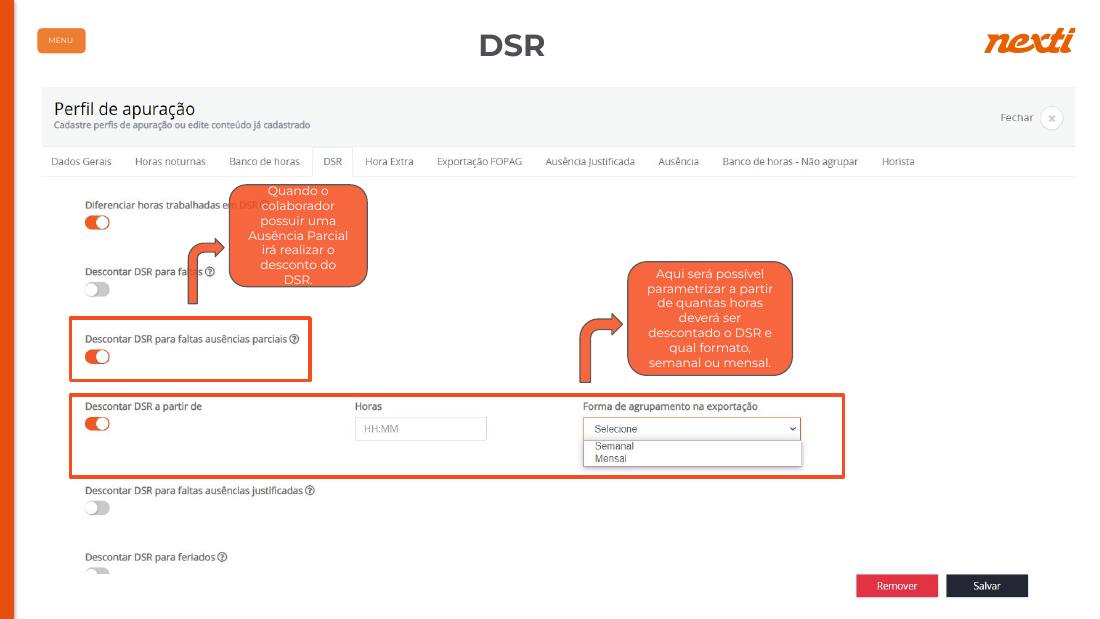 MENU
DSR
nexti
Perfil de apuração
Cadastre perfis de apuração ou edite conteúdo já cadastrado
Fechar
Dados Gerais Horas noturnas Banco de horas DSR Hora Extra Exportação FOPAG Ausência Justificada Ausência Banco de horas - Não agrupar Horista
Diferenciar horas trabalhadas em DSR
Quando o
colaborador
possuir uma
Ausência Parcial
irá realizar o
desconto do
DSR.
Descontar DSR para faltas
Aqui será possível
parametrizar a partir
de quantas horas
deverá ser
descontado o DSR e
qual formato,
semanal ou mensal.
Descontar DSR para faltas ausências parciais
Descontar DSR a partir de
Horas
HH:MM
Forma de agrupamento na exportação
Selecione
Semanal
Mensal
Descontar DSR para faltas ausências justificadas
Descontar DSR para feriados
Remover
Salvar